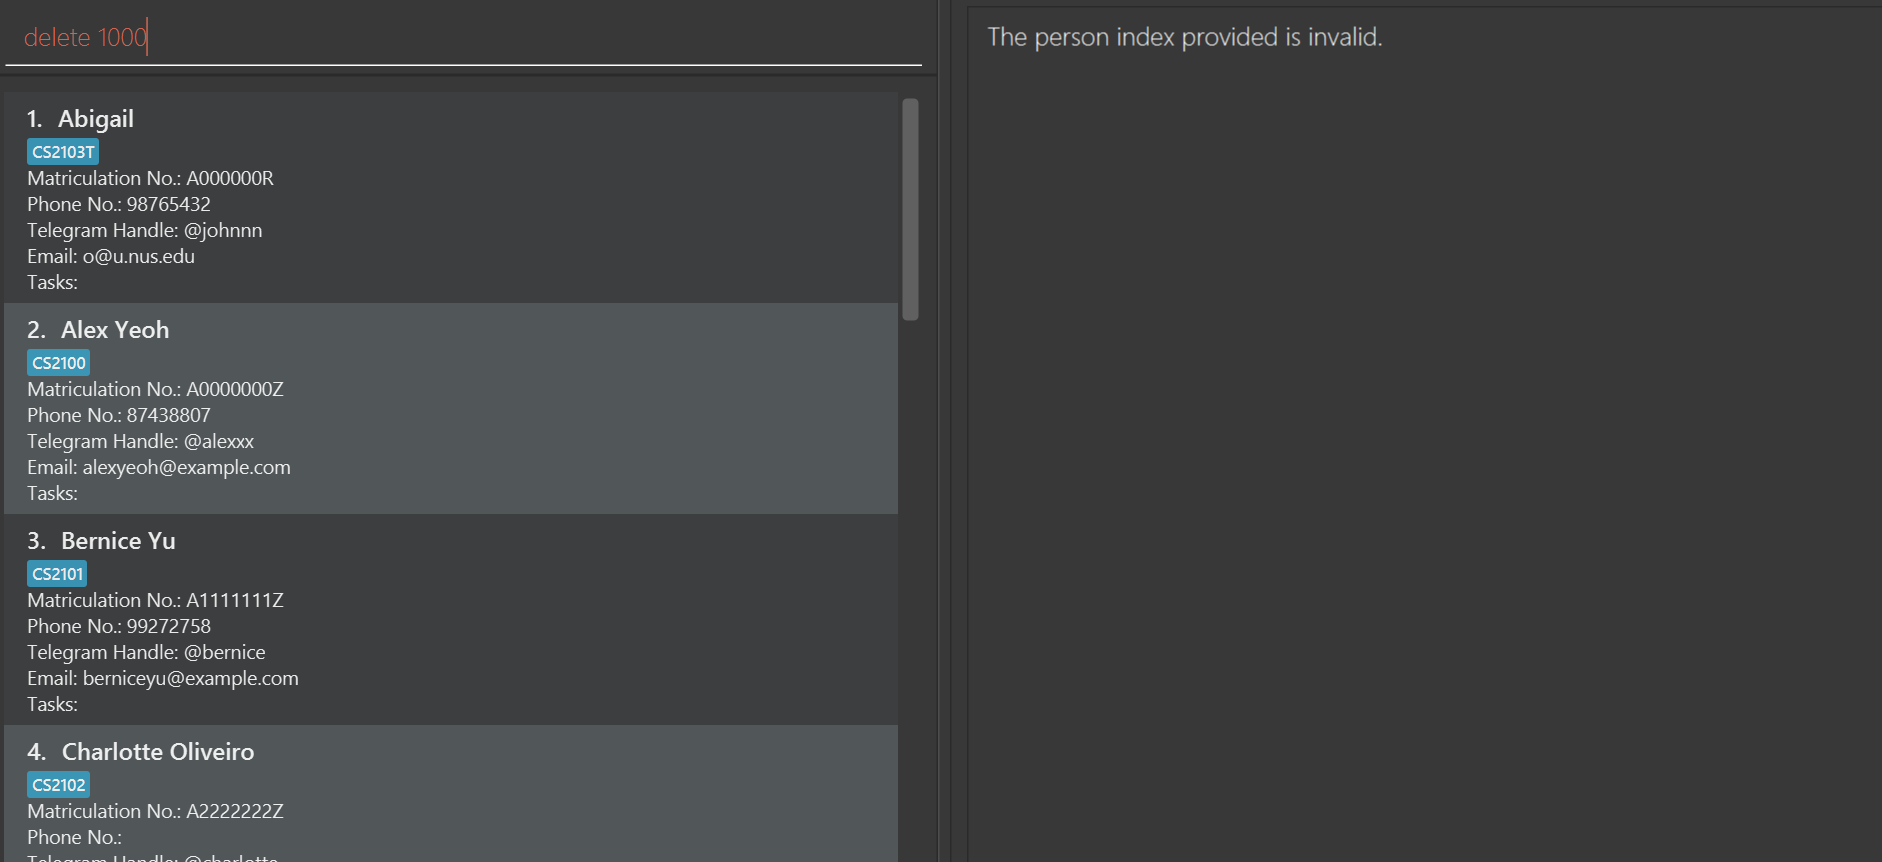 delete 1000
The person index provided is invalid.
1. Abigail
CS2103T
Matriculation No.: A000000R
Phone No.: 98765432
Telegram Handle: @johnnn
Email: o@u.nus.edu
Tasks:
2. Alex Yeoh
CS2100
Matriculation No.: A0000000Z
Phone No.: 87438807
Telegram Handle: @alexxx
Email: alexyeoh@example.com
Tasks:
3. Bernice Yu
CS2101
Matriculation No.: A1111111Z
Phone No.: 99272758
Telegram Handle: @bernice
Email: berniceyu@example.com
Tasks:
4. Charlotte Oliveiro
CS2102
Matriculation No.: A2222222Z
Phone No.:
Telegram Handle: @charlotte